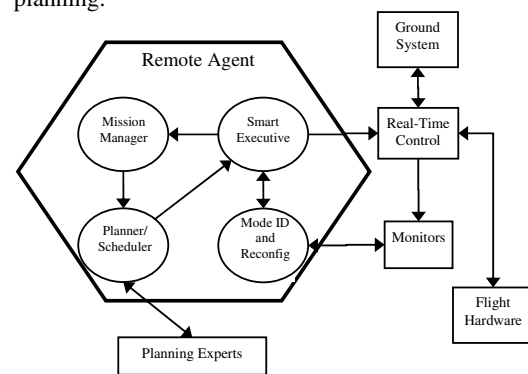 planning.
Ground
System
Remote Agent
Mission
Manager
Smart
Executive
Real-Time
Control
Planner/
Scheduler
Mode ID
and
Reconfig
Monitors
Flight
Hardware
Planning Experts